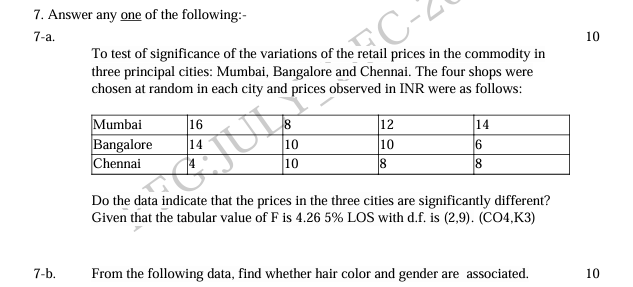 7. Answer any one of the following:-
7-a. 10
To test of significance of the variations of the retail prices in the commodity in
three principal cities: Mumbai, Bangalore and Chennai. The four shops were
chosen at random in each city and prices observed in INR were as follows:
Mumbai 16 8 12 14
Bangalore 14 10 10 6
Chennai 4 10 8 8
Do the data indicate that the prices in the three cities are significantly different?
Given that the tabular value of F is 4.26 5% LOS with d.f. is (2,9). (CO4,K3)
7-b. From the following data, find whether hair color and gender are associated. 10